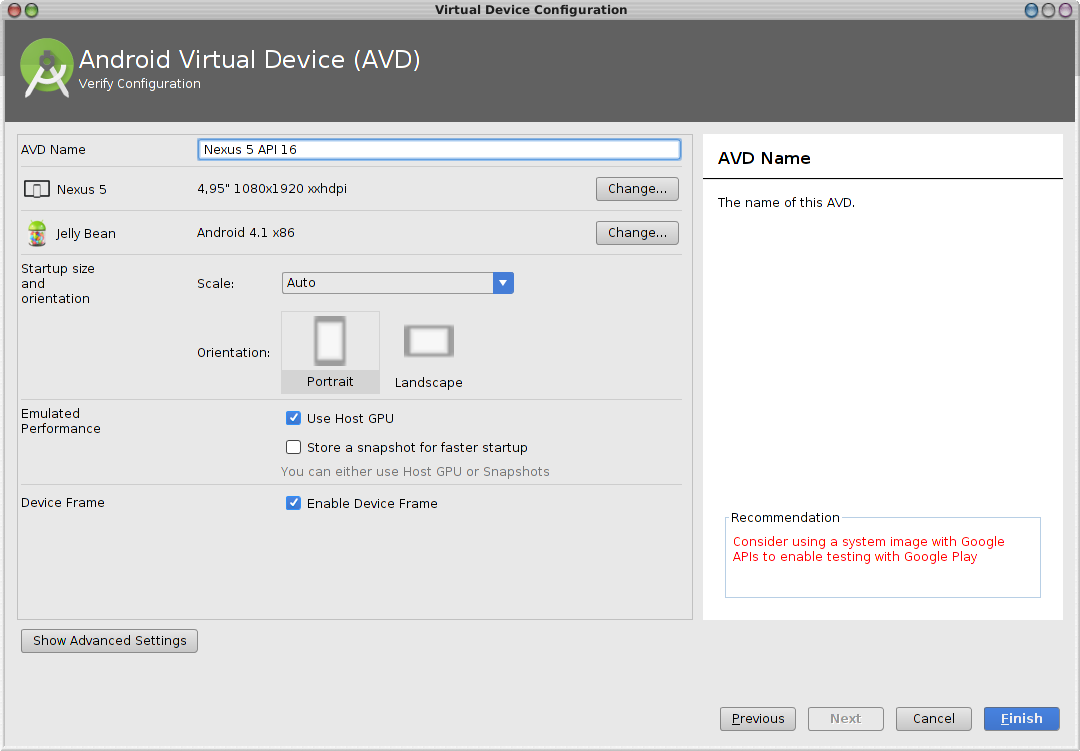 Virtual Device Configuration
Android Virtual Device (AVD)
Verify Configuration
AVD Name
Nexus 5 API 16
Nexus 5
4,95" 1080x1920 xxhdpi
Change...
Jelly Bean
Android 4.1 x86
Change...
Startup size
and
orientation
Scale:
Auto
Orientation:
Portrait
Landscape
Emulated
Performance
Use Host GPU
Store a snapshot for faster startup
You can either use Host GPU or Snapshots
Device Frame
Enable Device Frame
AVD Name
The name of this AVD.
Recommendation
Consider using a system image with Google
APIs to enable testing with Google Play
Show Advanced Settings
Previous
Next
Cancel
Finish